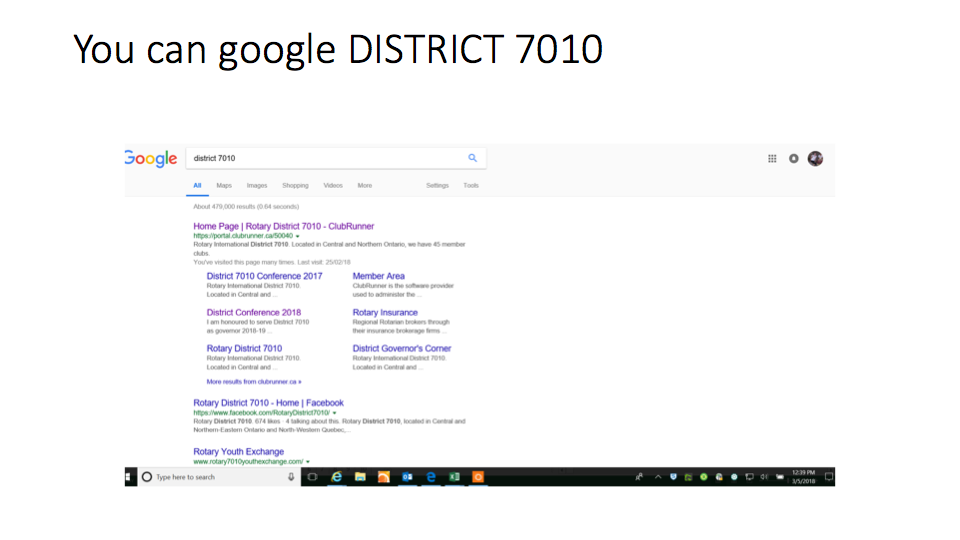 You can google DISTRICT 7010
Google
district 7010
All Maps Images Shopping Videos More Settings Tools
About 479,000 results (0.64 seconds)
Home Page | Rotary District 7010 - ClubRunner
https://portal.clubrunner.ca/50040
Rotary International District 7010. Located in Central and Northern Ontario, we have 45 member
clubs.
You've visited this page many times. Last visit: 25/02/18
District 7010 Conference 2017
Rotary International District 7010.
Located in Central and ...
Member Area
ClubRunner is the software provider
used to administer the ...
District Conference 2018
I am honoured to serve District 7010
as governor 2018-19 ...
Rotary Insurance
Regional Rotarian brokers through
their insurance brokerage firms ...
Rotary District 7010
Rotary International District 7010.
Located in Central and ...
District Governor's Corner
Rotary International District 7010.
Located in Central and ...
More results from clubrunner.ca »
Rotary District 7010 - Home | Facebook
https://www.facebook.com/RotaryDistrict7010/
Rotary District 7010. 674 likes · 4 talking about this. Rotary District 7010, located in Central and
Northern-Eastern Ontario and North-Western Quebec,...
Rotary Youth Exchange
www.rotary7010youthexchange.com/
Type here to search
12:39 PM
3/5/2018